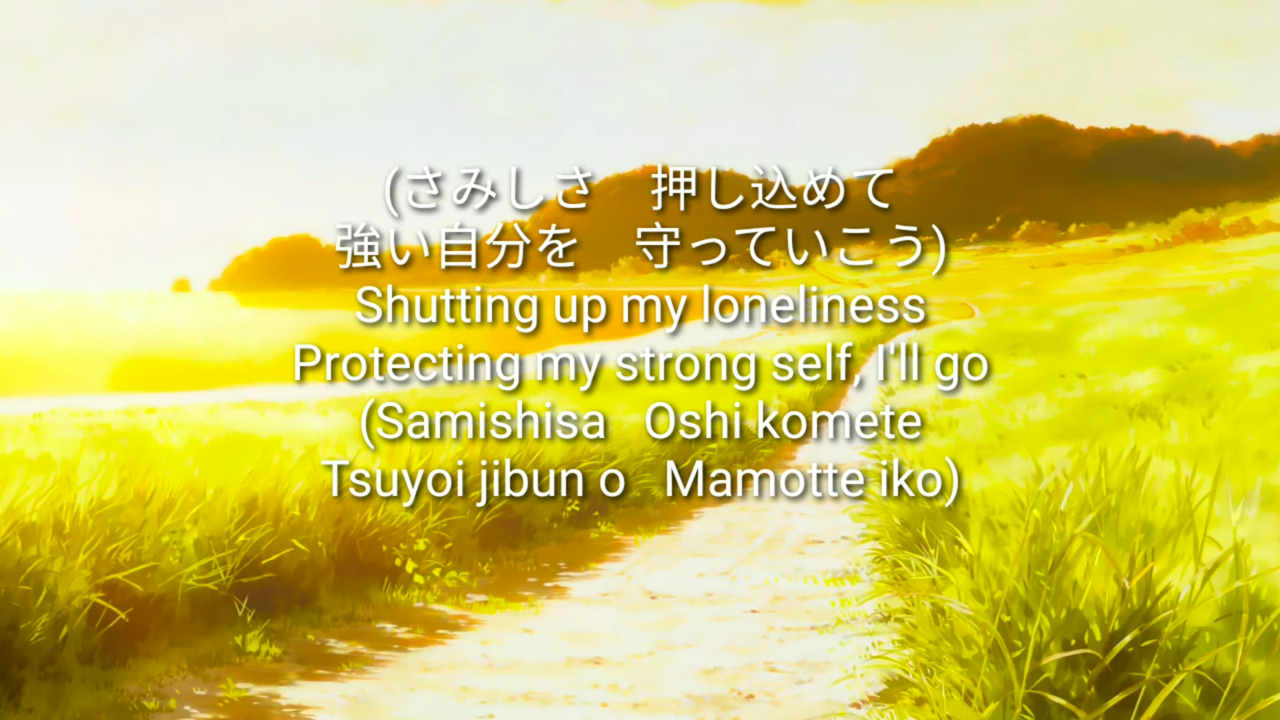 (さみしさ　押し込めて
強い自分を　守っていこう)
Shutting up my loneliness
Protecting my strong self, I'll go
(Samishisa   Oshi komete
Tsuyoi jibun o   Mamotte iko)